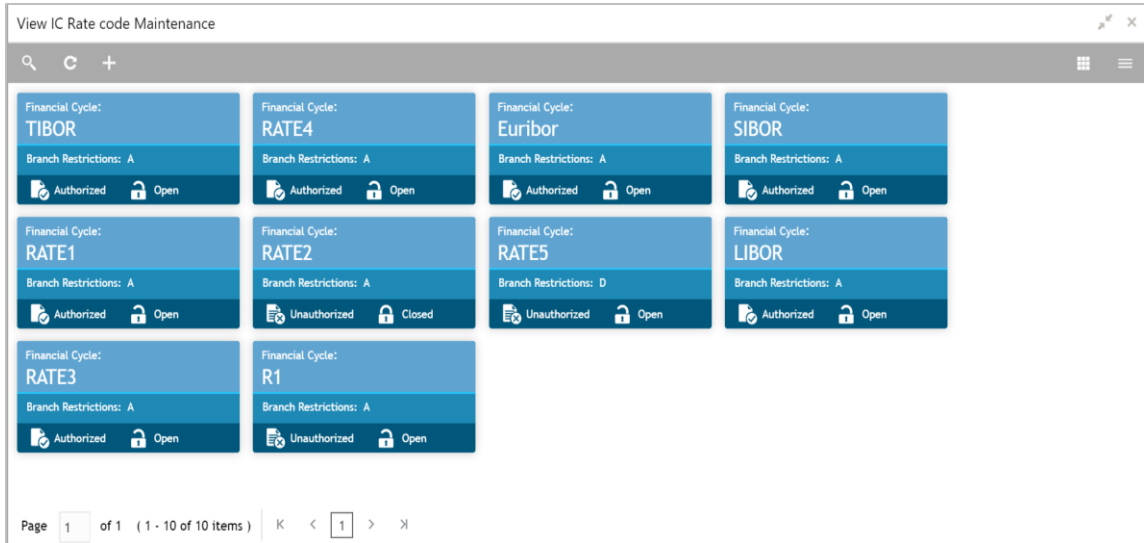 View IC Rate code Maintenance
Financial Cycle:
TIBOR
Branch Restrictions: A
Authorized Open
Financial Cycle:
RATE4
Branch Restrictions: A
Authorized Open
Financial Cycle:
Euribor
Branch Restrictions: A
Authorized Open
Financial Cycle:
SIBOR
Branch Restrictions: A
Authorized Open
Financial Cycle:
RATE1
Branch Restrictions: A
Authorized Open
Financial Cycle:
RATE2
Branch Restrictions: A
Unauthorized Closed
Financial Cycle:
RATE5
Branch Restrictions: D
Unauthorized Open
Financial Cycle:
LIBOR
Branch Restrictions: A
Authorized Open
Financial Cycle:
RATE3
Branch Restrictions: A
Authorized Open
Financial Cycle:
R1
Branch Restrictions: A
Unauthorized Open
Page 1 of 1 ( 1 - 10 of 10 items ) 1